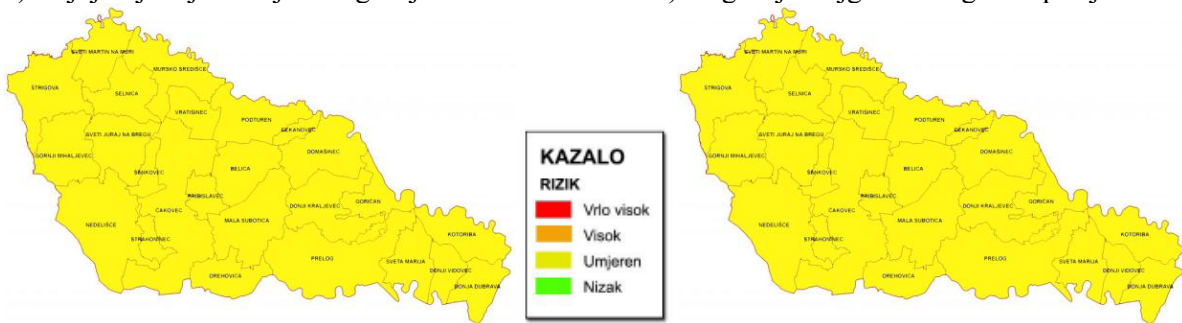 SVETI MARTIN NA MURI
MURSKO SREDIŠĆE
ŠTRIGOVA
SELNICA
VRATIŠINEC
PODTUREN
DEKANOVEC
SVETI JURAJ NA BREGU
DOMAŠINEC
GORNJI MIHALJEVEC
BELICA
ŠENKOVEC
PRIBISLAVEC
GORIČAN
DONJI KRALJEVEC
ČAKOVEC
MALA SUBOTICA
NEDELIŠĆE
STRAHONINEC
KOTORIBA
PRELOG
SVETA MARIJA
DONJI VIDOVEC
OREHOVICA
DONJA DUBRAVA
KAZALO
RIZIK
Vrlo visok
Visok
Umjeren
Nizak
SVETI MARTIN NA MURI
MURSKO SREDIŠĆE
ŠTRIGOVA
SELNICA
VRATIŠINEC
PODTUREN
DEKANOVEC
SVETI JURAJ NA BREGU
DOMAŠINEC
GORNJI MIHALJEVEC
BELICA
ŠENKOVEC
PRIBISLAVEC
GORIČAN
DONJI KRALJEVEC
ČAKOVEC
MALA SUBOTICA
NEDELIŠĆE
STRAHONINEC
KOTORIBA
PRELOG
SVETA MARIJA
DONJI VIDOVEC
OREHOVICA
DONJA DUBRAVA